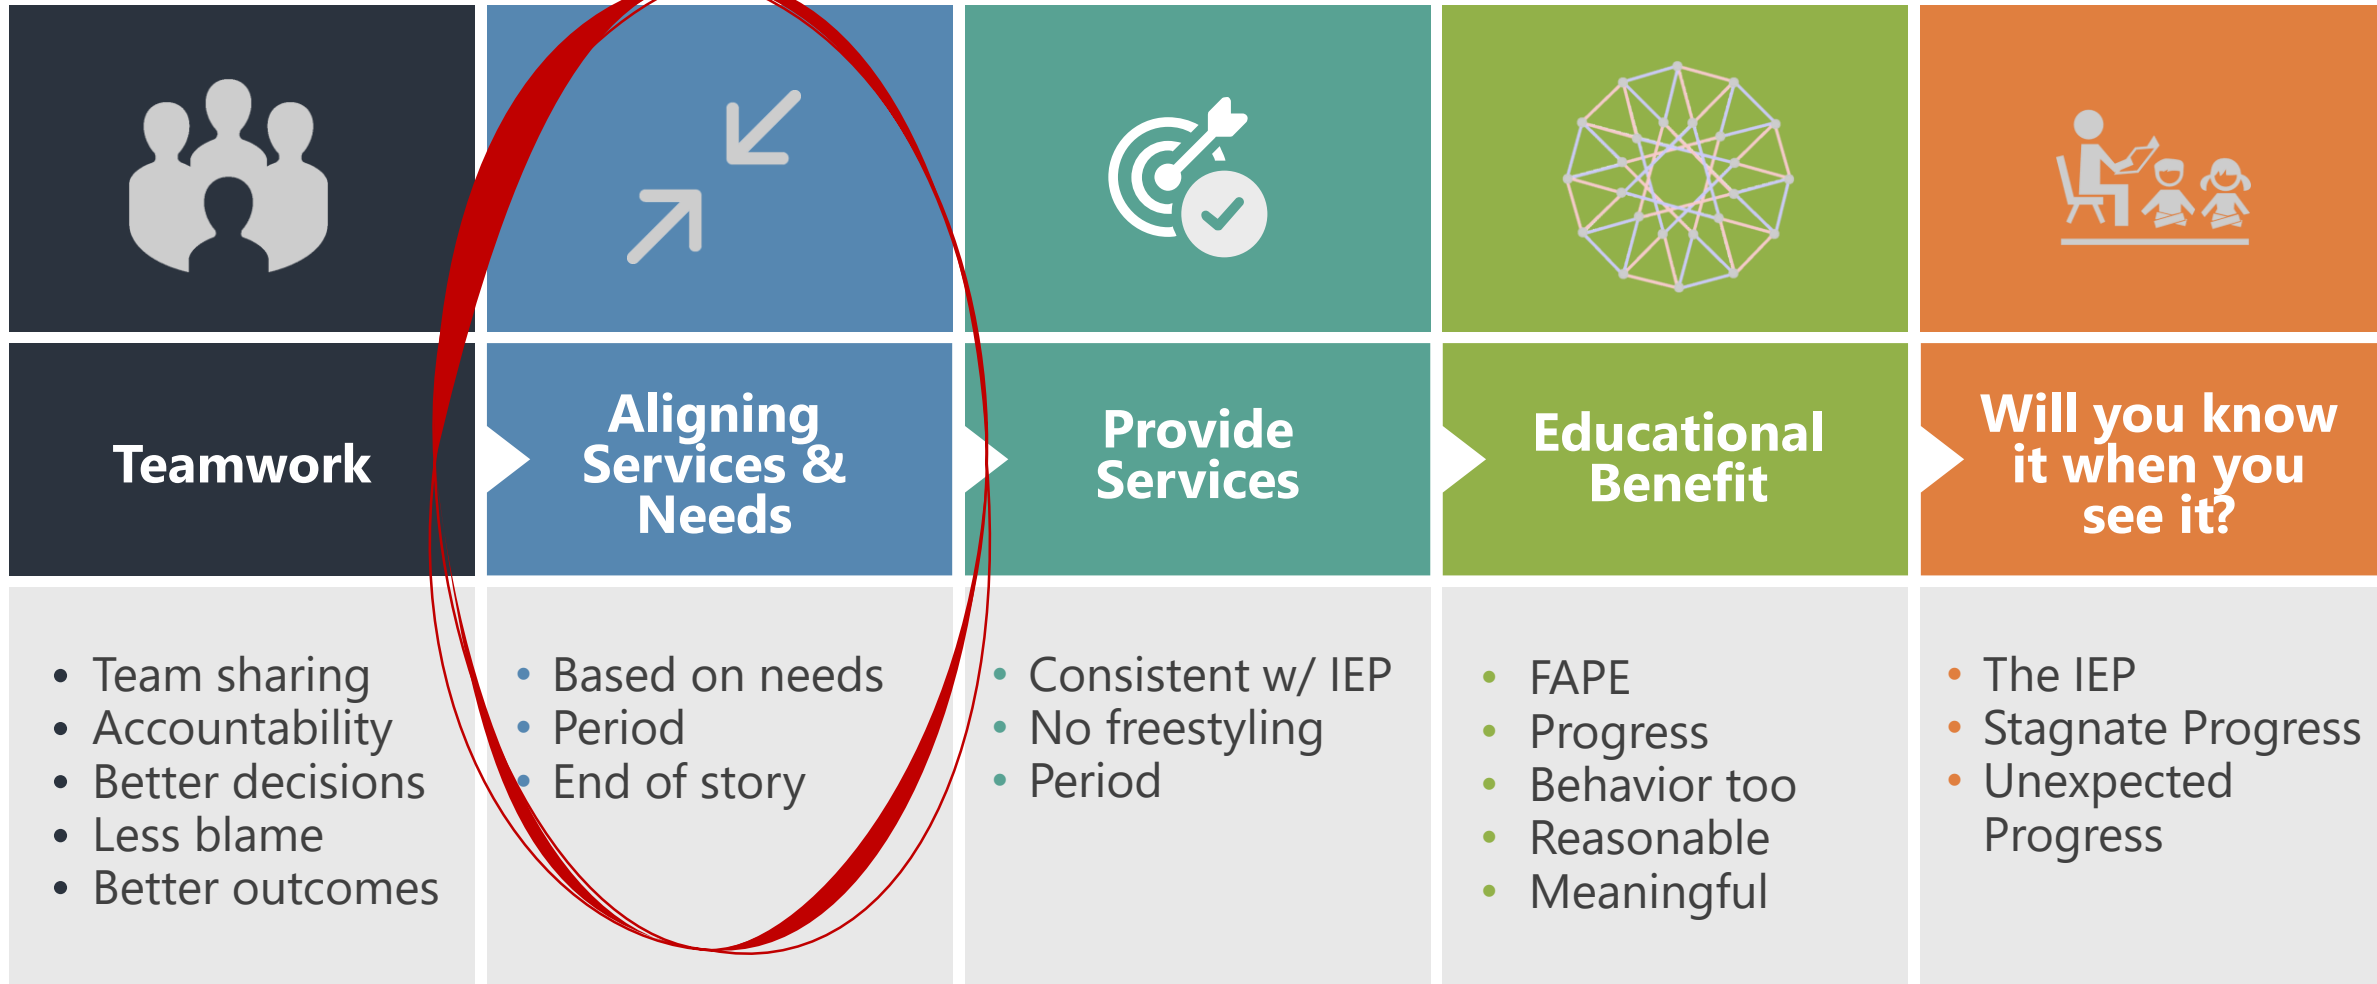 Teamwork
Aligning
Services &
Needs
Provide
Services
Educational
Benefit
Will you know
it when you
see it?
• Team sharing
• Accountability
• Better decisions
• Less blame
• Better outcomes
• Based on needs
• Period
• End of story
• Consistent w/ IEP
• No freestyling
• Period
• FAPE
• Progress
• Behavior too
• Reasonable
• Meaningful
• The IEP
• Stagnate Progress
• Unexpected
Progress